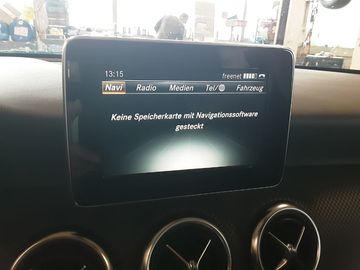 13:15 freenet
Navi Radio Medien Tel/ Fahrzeug
Keine Speicherkarte mit Navigationssoftware
gesteckt